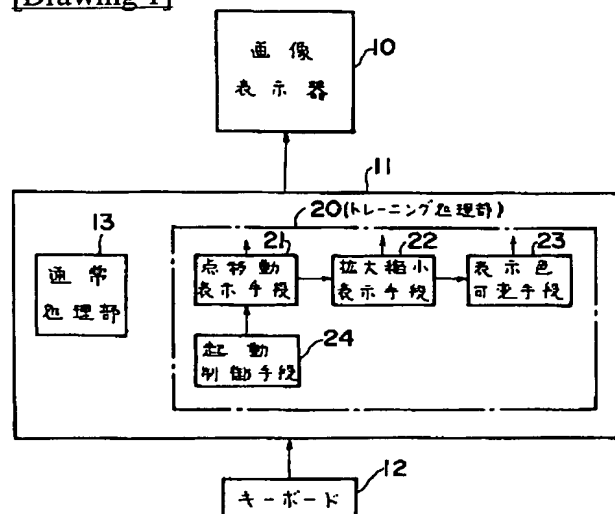 [Drawing 1]
画像
表示器
10
11
20(トレーニング処理部)
13
通常
処理部
21
点移動
表示手段
22
拡大縮小
表示手段
23
表示色
可変手段
起動
制御手段
24
12
キーボード